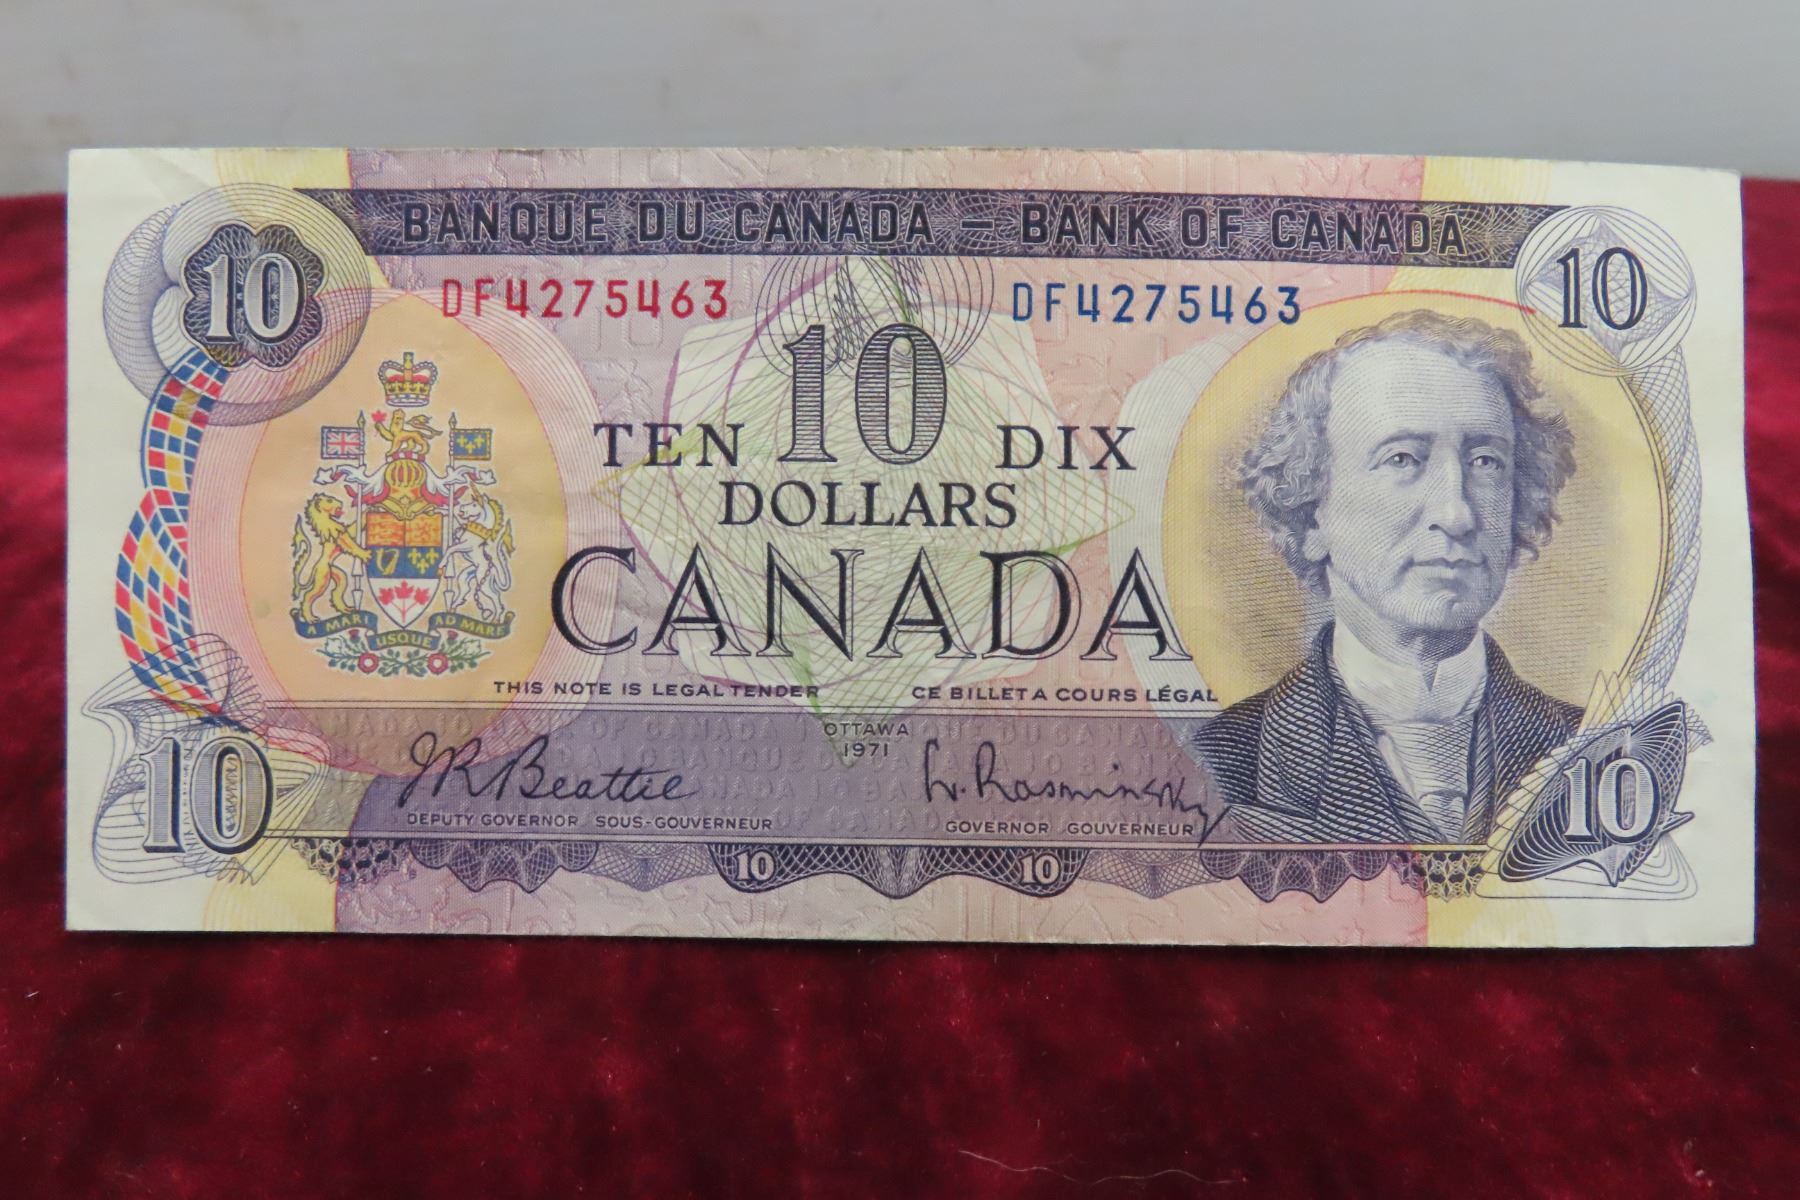 BANQUE DU CANADA – BANK OF CANADA
10 10
DF4275463 DF4275463
TEN 10 DIX
DOLLARS
CANADA
A MARI USQUE AD MARE
THIS NOTE IS LEGAL TENDER CE BILLET A COURS LÉGAL
OTTAWA
1971
J R Beattie L. Rasminsky
DEPUTY GOVERNOR SOUS-GOUVERNEUR GOVERNOR GOUVERNEUR
10 10
10 10